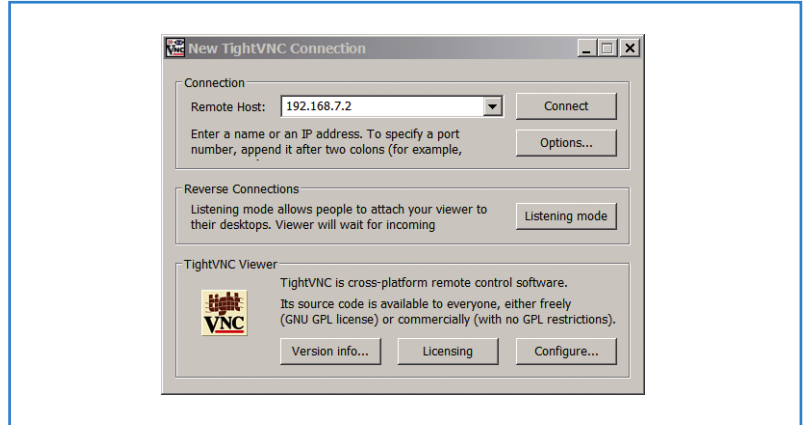 New TightVNC Connection
Connection
Remote Host: 192.168.7.2 Connect
Enter a name or an IP address. To specify a port
number, append it after two colons (for example,
Options...
Reverse Connections
Listening mode allows people to attach your viewer to
their desktops. Viewer will wait for incoming
Listening mode
TightVNC Viewer
TightVNC is cross-platform remote control software.
Its source code is available to everyone, either freely
(GNU GPL license) or commercially (with no GPL restrictions).
tight
VNC
Version info... Licensing Configure...